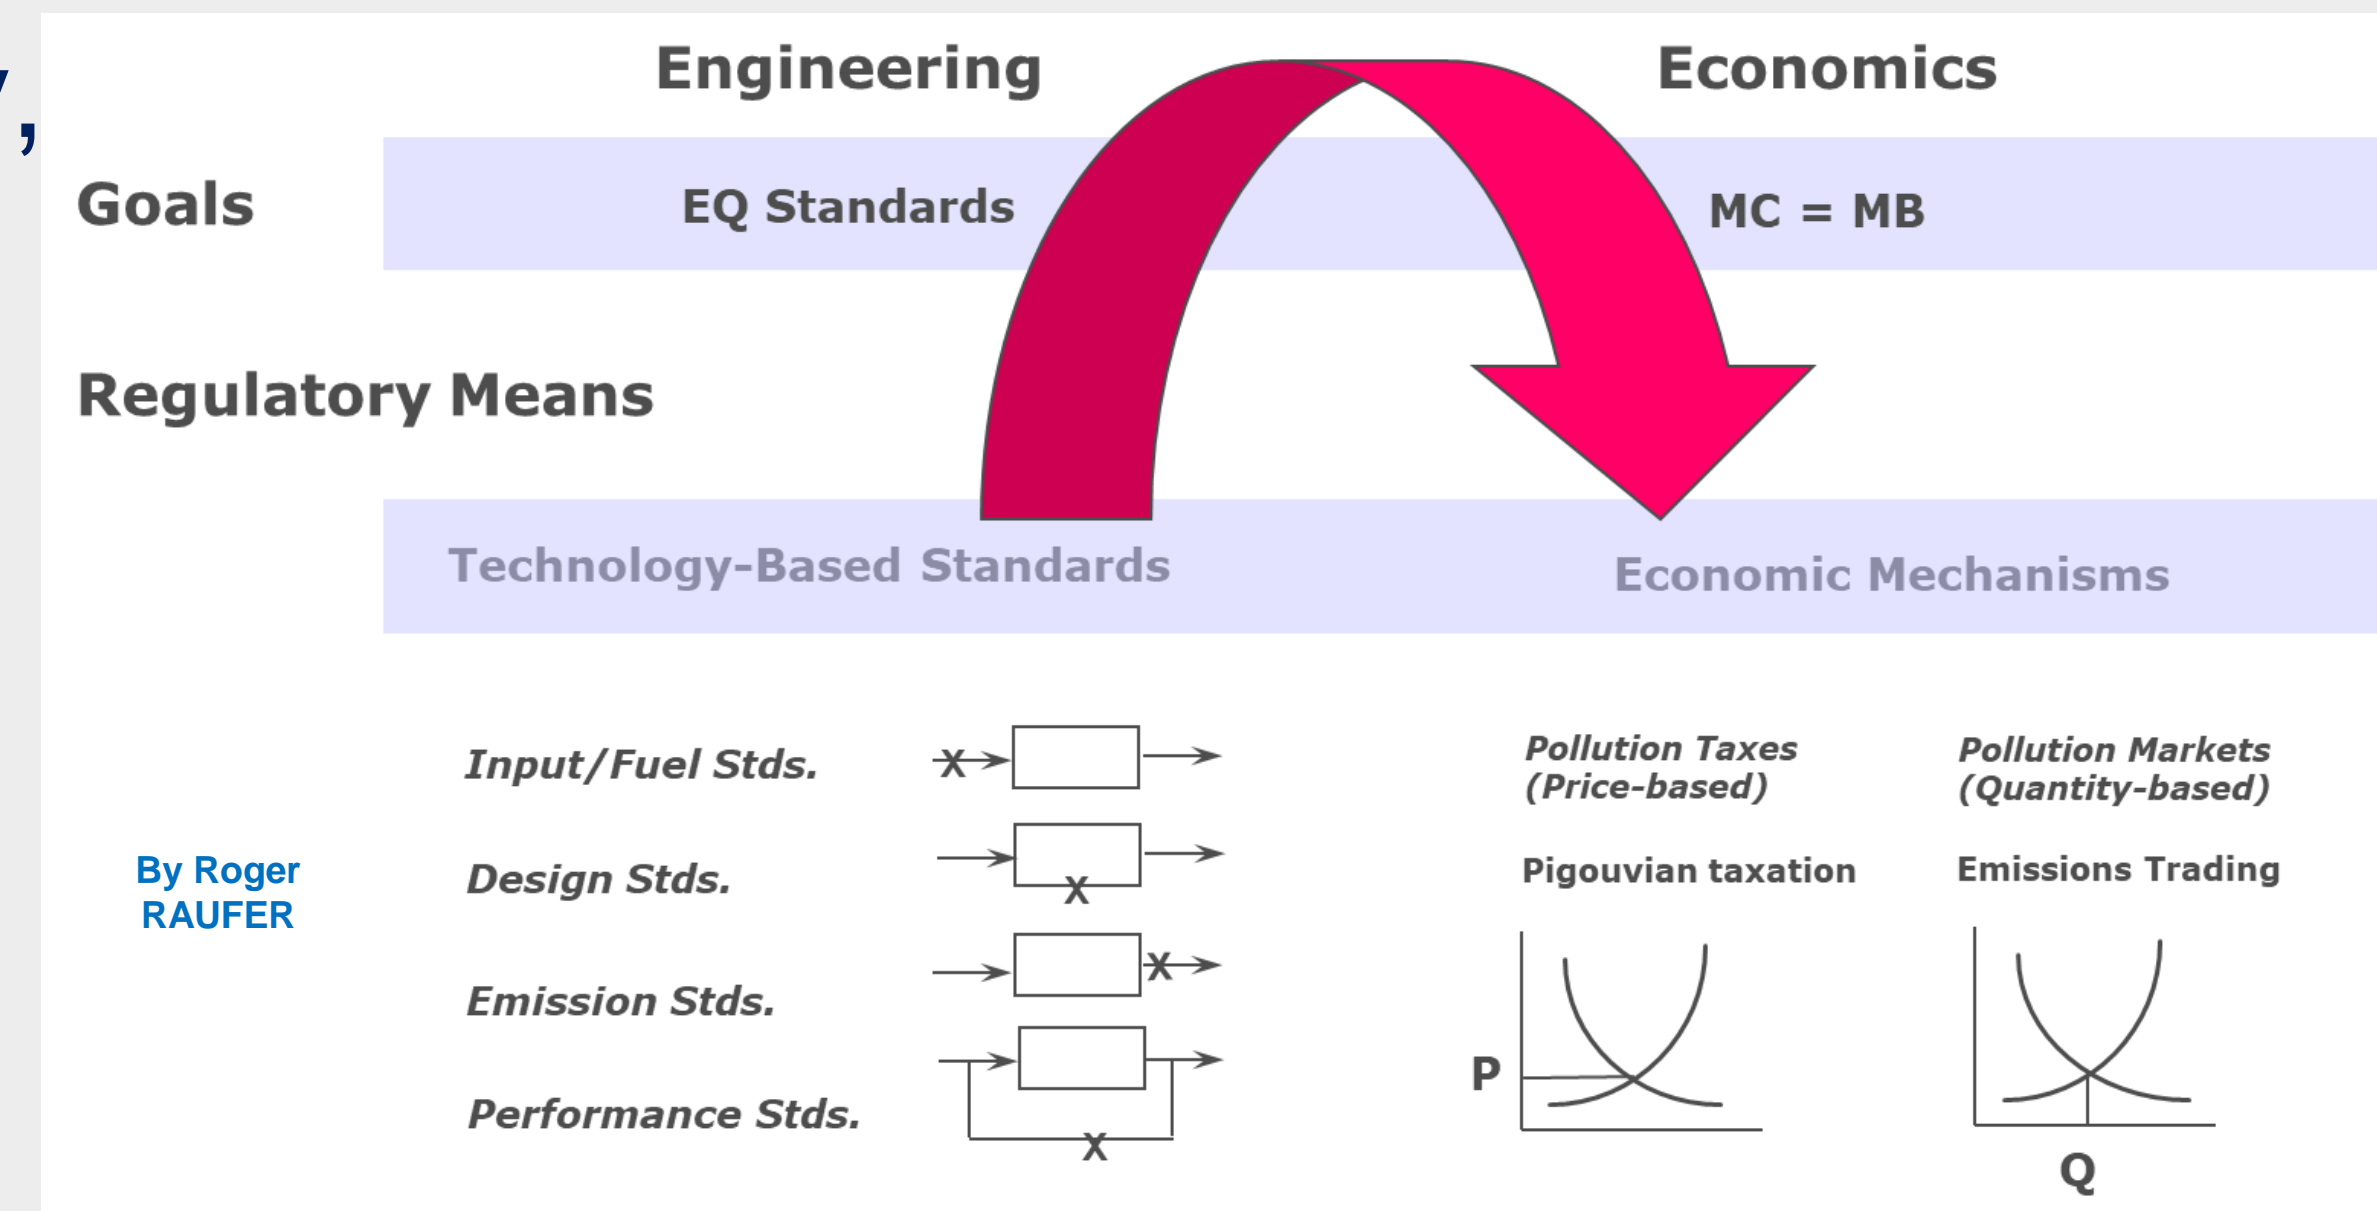 ,
Engineering
Economics
Goals
EQ Standards
MC = MB
Regulatory Means
Technology-Based Standards
Economic Mechanisms
Input/Fuel Stds.
X
Design Stds.
X
Emission Stds.
X
Performance Stds.
X
Pollution Taxes
(Price-based)
Pigouvian taxation
P
Pollution Markets
(Quantity-based)
Emissions Trading
Q
By Roger
RAUFER